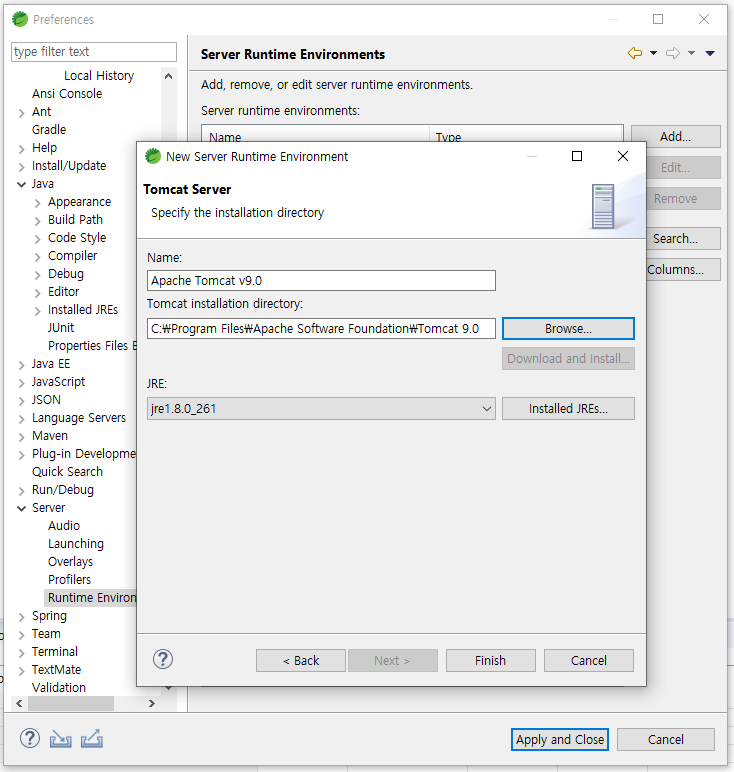 Preferences
type filter text
Server Runtime Environments
Local History
Ansi Console
Ant
Gradle
Help
Install/Update
Java
Appearance
Build Path
Code Style
Compiler
Debug
Editor
Installed JREs
JUnit
Properties Files E
Java EE
JavaScript
JSON
Language Servers
Maven
Plug-in Developme
Quick Search
Run/Debug
Server
Audio
Launching
Overlays
Profilers
Runtime Environ
Spring
Team
Terminal
TextMate
Validation
Add, remove, or edit server runtime environments.
Server runtime environments:
Name Type
Add...
Edit...
Remove
Search...
Columns...
New Server Runtime Environment
Tomcat Server
Specify the installation directory
Name:
Apache Tomcat v9.0
Tomcat installation directory:
C:₩Program Files₩Apache Software Foundation₩Tomcat 9.0
Browse...
Download and Install...
JRE:
jre1.8.0_261
Installed JREs...
?
< Back
Next >
Finish
Cancel
?
Apply and Close
Cancel